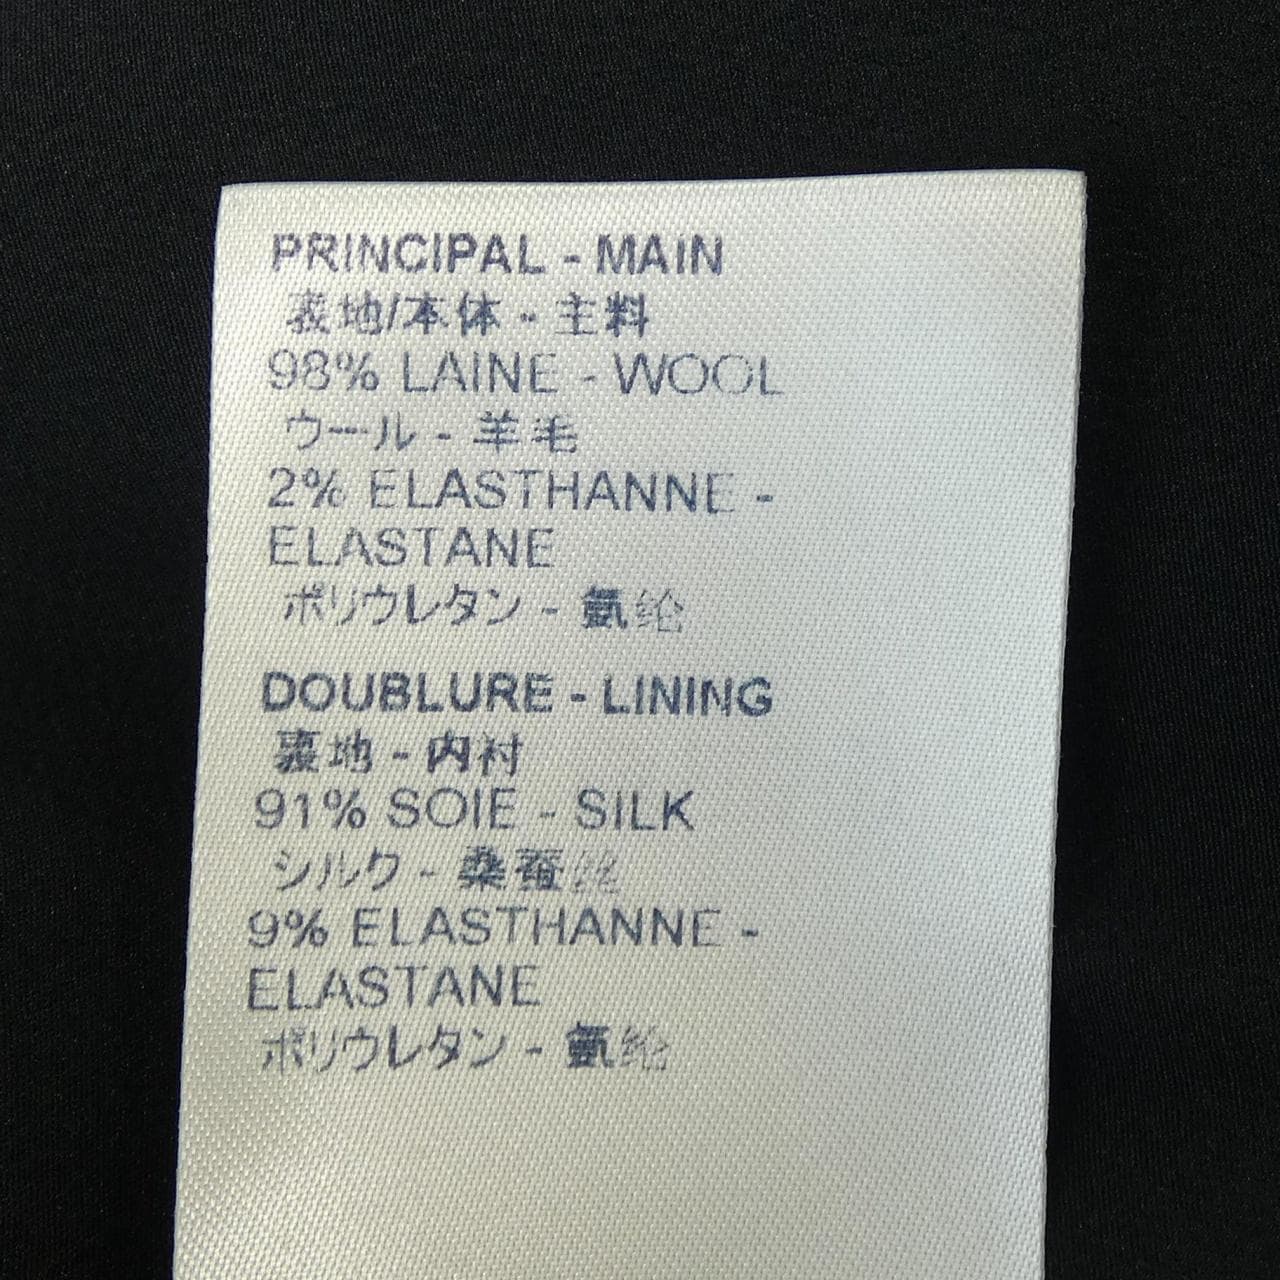 PRINCIPAL - MAIN
表地/本体 - 主料
98% LAINE - WOOL
ウール - 羊毛
2% ELASTHANNE -
ELASTANE
ポリウレタン - 氨纶
DOUBLURE - LINING
裏地 - 内衬
91% SOIE - SILK
シルク - 桑蚕丝
9% ELASTHANNE -
ELASTANE
ポリウレタン - 氨纶